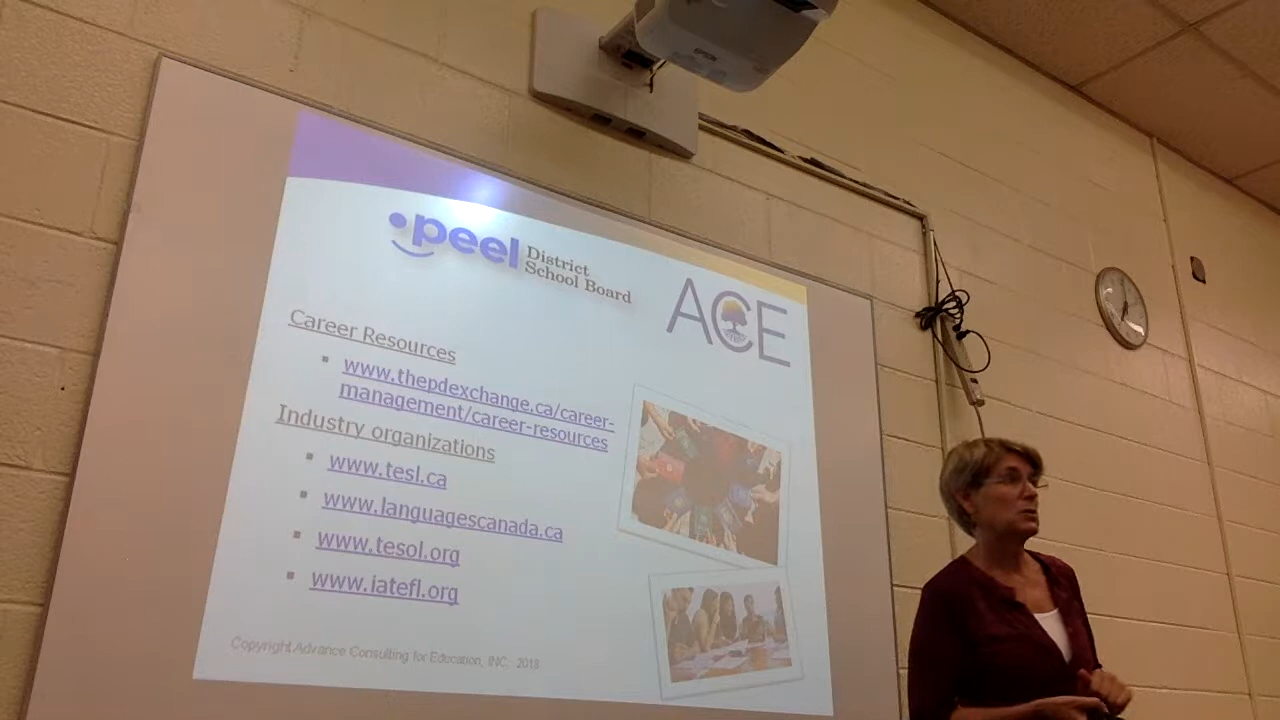 EPSON
peel District
School Board
ACE
Career Resources
www.thepdexchange.ca/career-
management/career-resources
Industry organizations
www.tesl.ca
www.languagescanada.ca
www.tesol.org
www.iatefl.org
Copyright Advance Consulting for Education, INC. 2018